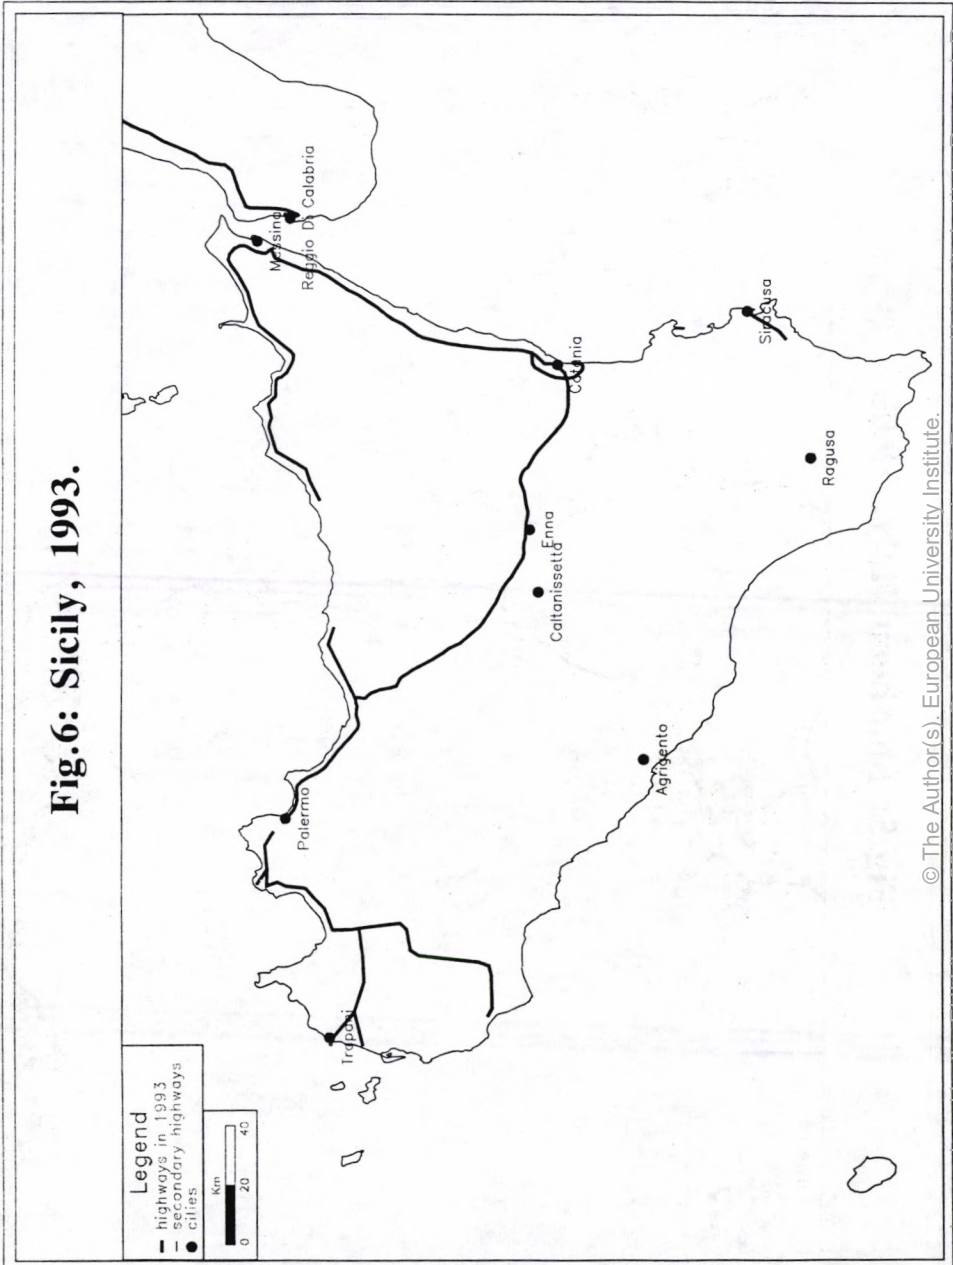 Fig.6: Sicily, 1993.
Legend
highways in 1993
secondary highways
cities
Km
0 20 40
Trapani
Palermo
Messina
Reggio Di Calabria
Catania
Enna
Caltanissetta
Agrigento
Ragusa
Siracusa
© The Author(s). European University Institute.